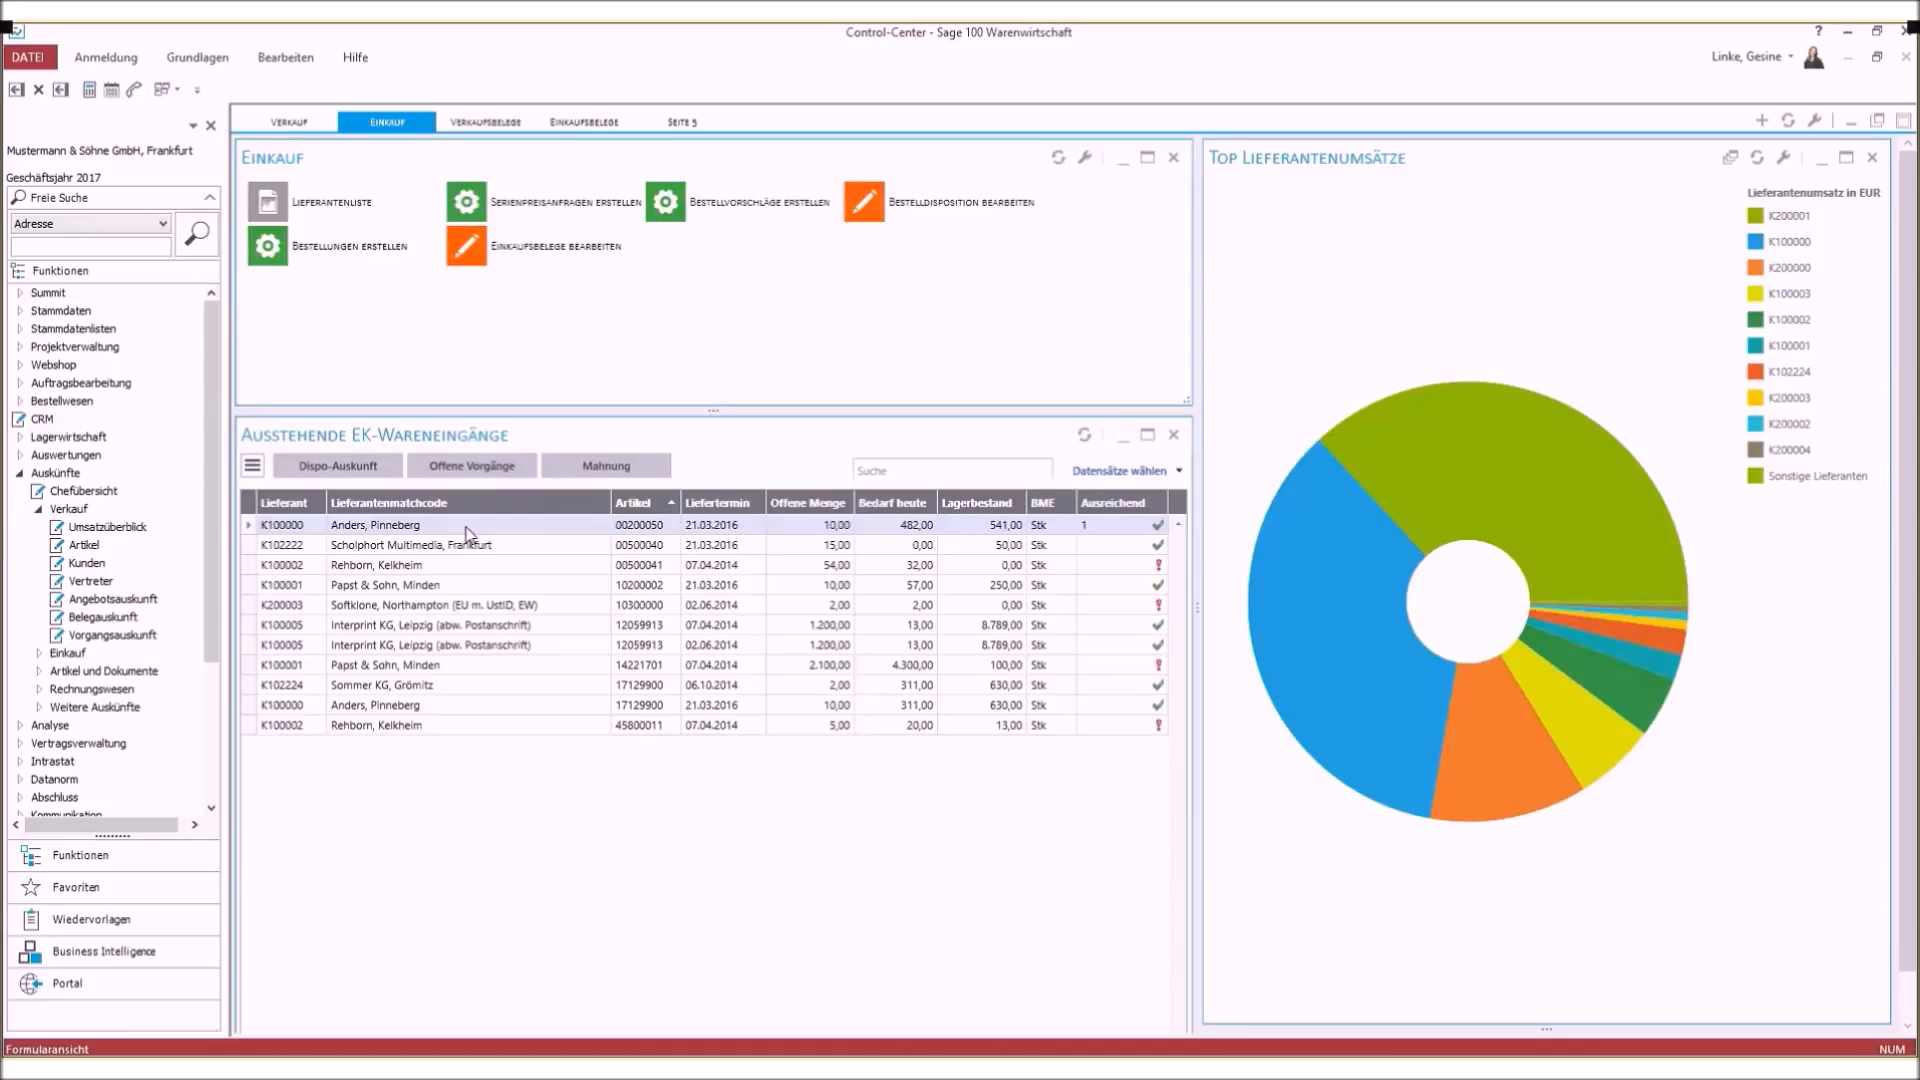 Control-Center - Sage 100 Warenwirtschaft
?
DATEI Anmeldung Grundlagen Bearbeiten Hilfe
Linke, Gesine
Mustermann & Söhne GmbH, Frankfurt
Geschäftsjahr 2017
Freie Suche
Adresse
Funktionen
Summit
Stammdaten
Stammdatenlisten
Projektverwaltung
Webshop
Auftragsbearbeitung
Bestellwesen
CRM
Lagerwirtschaft
Auswertungen
Auskünfte
Chefübersicht
Verkauf
Umsatzüberblick
Artikel
Kunden
Vertreter
Angebotsauskunft
Belegauskunft
Vorgangsauskunft
Einkauf
Artikel und Dokumente
Rechnungswesen
Weitere Auskünfte
Analyse
Vertragsverwaltung
Intrastat
Datanorm
Abschluss
Kommunikation
Funktionen
Favoriten
Wiedervorlagen
Business Intelligence
Portal
VERKAUF EINKAUF VERKAUFSBELEGE EINKAUFSBELEGE SEITE 5
EINKAUF
LIEFERANTENLISTE SERIENPREISANFRAGEN ERSTELLEN BESTELLVORSCHLÄGE ERSTELLEN BESTELLDISPOSITION BEARBEITEN
BESTELLUNGEN ERSTELLEN EINKAUFSBELEGE BEARBEITEN
AUSSTEHENDE EK-WARENEINGÄNGE
Dispo-Auskunft Offene Vorgänge Mahnung Suche Datensätze wählen
Lieferant Lieferantenmatchcode Artikel Liefertermin Offene Menge Bedarf heute Lagerbestand BME Ausreichend
K100000 Anders, Pinneberg 00200050 21.03.2016 10,00 482,00 541,00 Stk 1
K102222 Scholphort Multimedia, Frankfurt 00500040 21.03.2016 15,00 0,00 50,00 Stk
K100002 Rehborn, Kelkheim 00500041 07.04.2014 54,00 32,00 0,00 Stk
K100001 Papst & Sohn, Minden 10200002 21.03.2016 10,00 57,00 250,00 Stk
K200003 Softklone, Northampton (EU m. UstID, EW) 10300000 02.06.2014 2,00 2,00 0,00 Stk
K100005 Interprint KG, Leipzig (abw. Postanschrift) 12059913 07.04.2014 1.200,00 13,00 8.789,00 Stk
K100005 Interprint KG, Leipzig (abw. Postanschrift) 12059913 02.06.2014 1.200,00 13,00 8.789,00 Stk
K100001 Papst & Sohn, Minden 14221701 07.04.2014 2.100,00 4.300,00 100,00 Stk
K102224 Sommer KG, Grömitz 17129900 06.10.2014 2,00 311,00 630,00 Stk
K100000 Anders, Pinneberg 17129900 21.03.2016 10,00 311,00 630,00 Stk
K100002 Rehborn, Kelkheim 45800011 07.04.2014 5,00 20,00 13,00 Stk
TOP LIEFERANTENUMSÄTZE
Lieferantenumsatz in EUR
K200001
K100000
K200000
K100003
K100002
K100001
K102224
K200003
K200002
K200004
Sonstige Lieferanten
Formularansicht
NUM